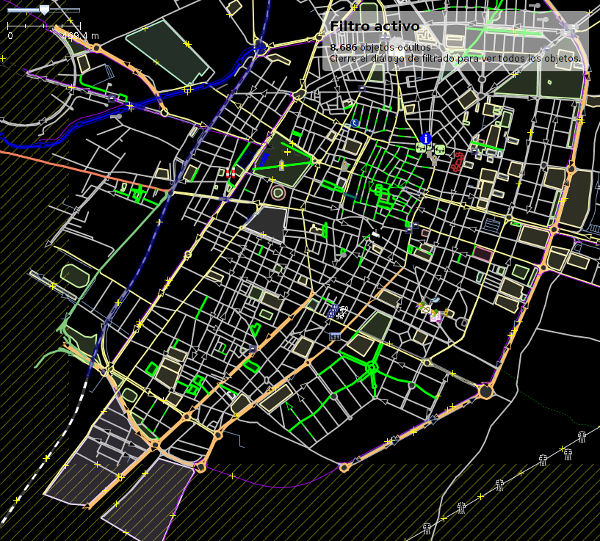 Filtro activo
8.686 objetos ocultos
Cierre el diálogo de filtrado para ver todos los objetos.
0